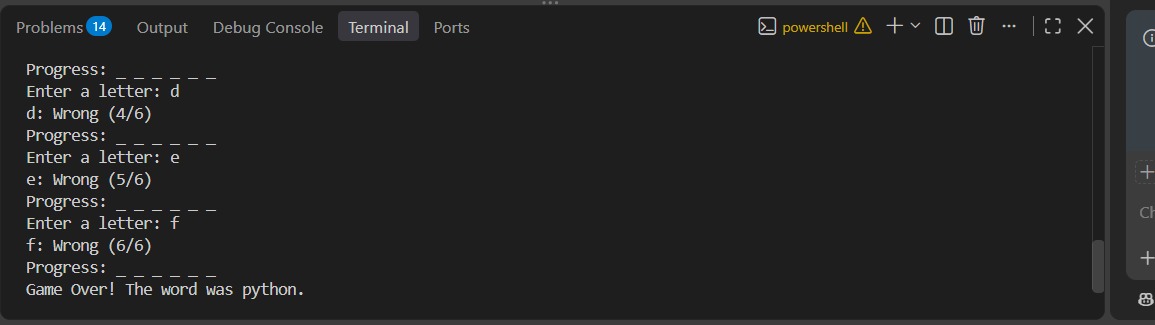 Problems 14 Output Debug Console Terminal Ports powershell
Progress: _ _ _ _ _ _
Enter a letter: d
d: Wrong (4/6)
Progress: _ _ _ _ _ _
Enter a letter: e
e: Wrong (5/6)
Progress: _ _ _ _ _ _
Enter a letter: f
f: Wrong (6/6)
Progress: _ _ _ _ _ _
Game Over! The word was python.